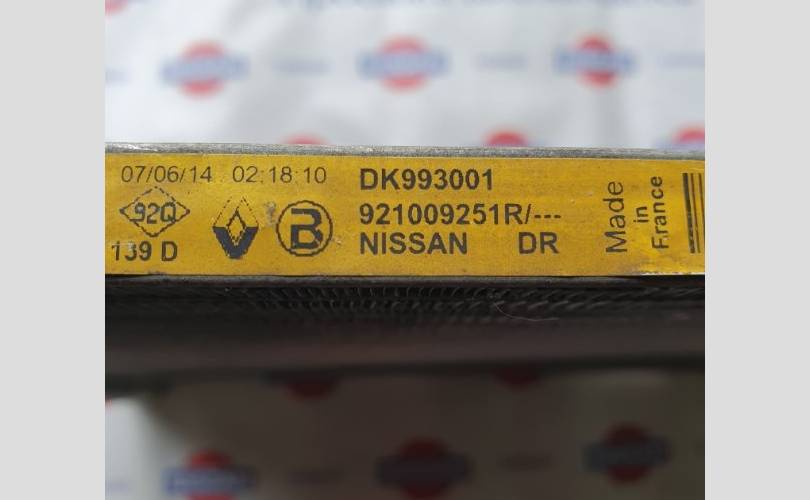 07/06/14 02:18:10 DK993001
92Q
B
921009251R/---
139 D
NISSAN DR
Made
in
France